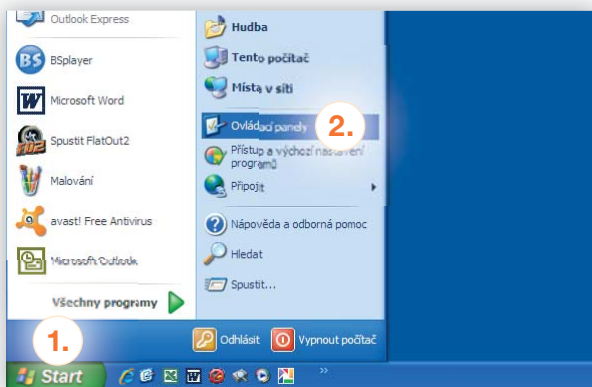 Outlook Express
BSplayer
Microsoft Word
Spustit FlatOut2
Malování
avast! Free Antivirus
Microsoft Outlook
Všechny programy
Hudba
Tento počítač
Místa v síti
Ovládací panely
2.
Přístup a výchozí nastavení
programů
Připojit
Nápověda a odborná pomoc
Hledat
Spustit...
Odhlásit
Vypnout počítač
1.
Start